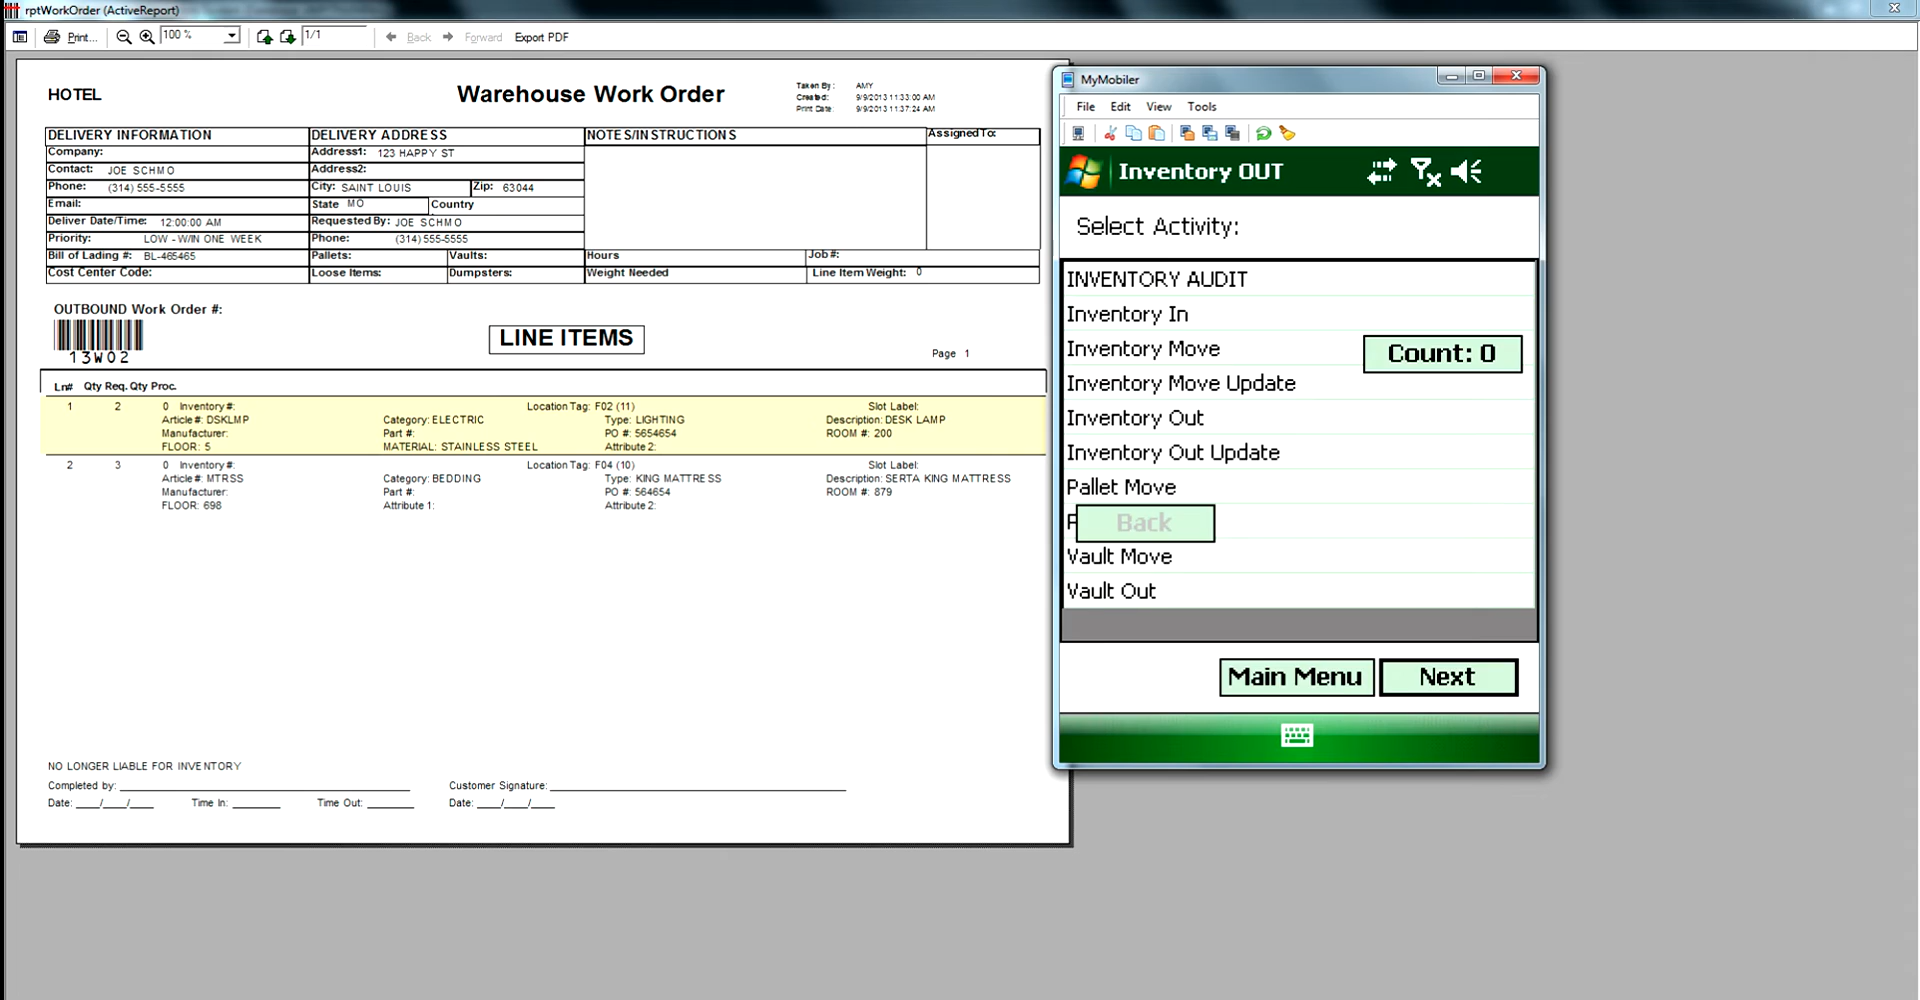 rptWorkOrder (ActiveReport)
Print... 100 % 1/1 Back Forward Export PDF
HOTEL
Warehouse Work Order
Taken By: AMY
Created: 9/9/2013 11:33:00 AM
Print Date: 9/9/2013 11:37:24 AM
DELIVERY INFORMATION DELIVERY ADDRESS NOTES/INSTRUCTIONS Assigned To:
Company: Address1: 123 HAPPY ST
Contact: JOE SCHMO Address2:
Phone: (314) 555-5555 City: SAINT LOUIS Zip: 63044
Email: State MO Country
Deliver Date/Time: 12:00:00 AM Requested By: JOE SCHMO
Priority: LOW - W/IN ONE WEEK Phone: (314) 555-5555
Bill of Lading #: BL-465465 Pallets: Vaults: Hours Job #:
Cost Center Code: Loose Items: Dumpsters: Weight Needed Line Item Weight: 0
OUTBOUND Work Order #:
13W02
LINE ITEMS
Page 1
Ln# Qty Req. Qty Proc.
1 2 0 Inventory #: Location Tag: F02 (11) Slot Label:
Article #: DSKLMP Category: ELECTRIC Type: LIGHTING Description: DESK LAMP
Manufacturer: Part #: PO #: 5654654 ROOM #: 200
FLOOR: 5 MATERIAL: STAINLESS STEEL Attribute 2:
2 3 0 Inventory #: Location Tag: F04 (10) Slot Label:
Article #: MTRSS Category: BEDDING Type: KING MATTRESS Description: SERTA KING MATTRESS
Manufacturer: Part #: PO #: 564654 ROOM #: 879
FLOOR: 698 Attribute 1: Attribute 2:
NO LONGER LIABLE FOR INVENTORY
Completed by: Customer Signature:
Date: ___/___/___ Time In: Time Out: Date: ___/___/___
MyMobiler
File Edit View Tools
Inventory OUT
Select Activity:
INVENTORY AUDIT
Inventory In
Inventory Move
Count: 0
Inventory Move Update
Inventory Out
Inventory Out Update
Pallet Move
Back
Vault Move
Vault Out
Main Menu Next